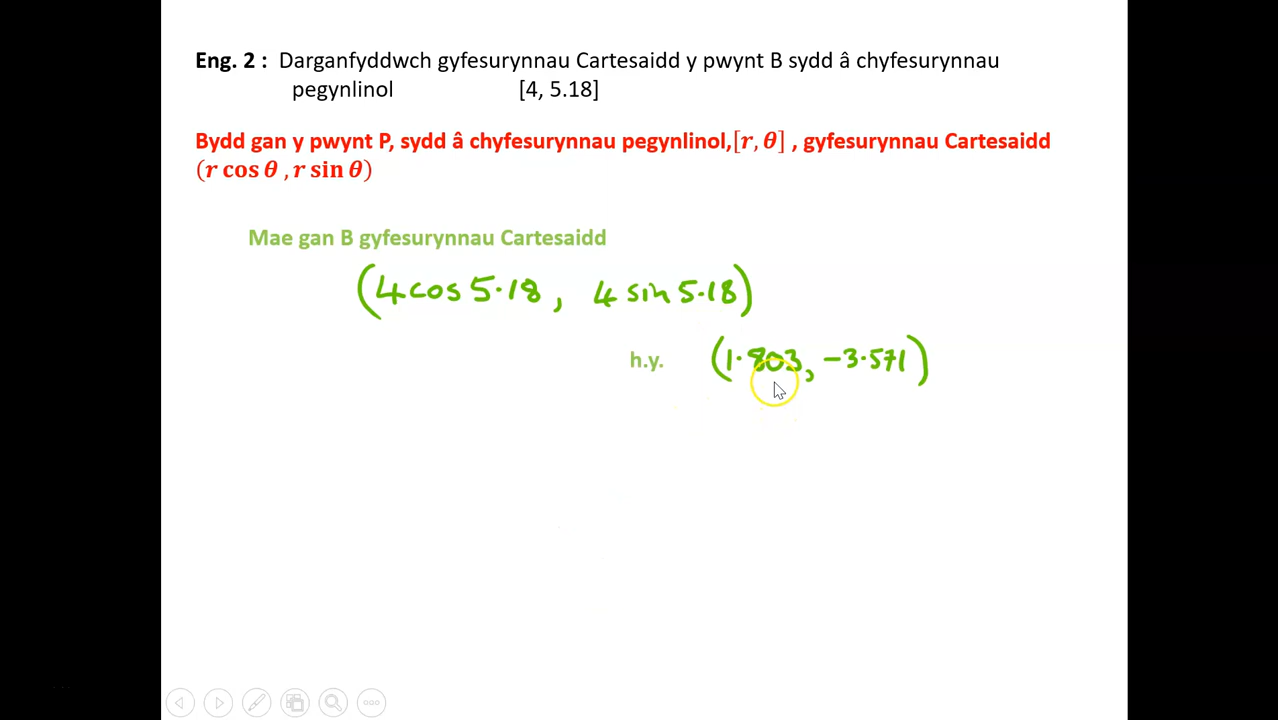 Eng. 2 : Darganfyddwch gyfesurynnau Cartesaidd y pwynt B sydd â chyfesurynnau
pegynlinol [4, 5.18]
Bydd gan y pwynt P, sydd â chyfesurynnau pegynlinol,[r, θ] , gyfesurynnau Cartesaidd
(r cos θ , r sin θ)
Mae gan B gyfesurynnau Cartesaidd
(4cos 5·18, 4 sin 5·18)
h.y. (1·803, -3·571)